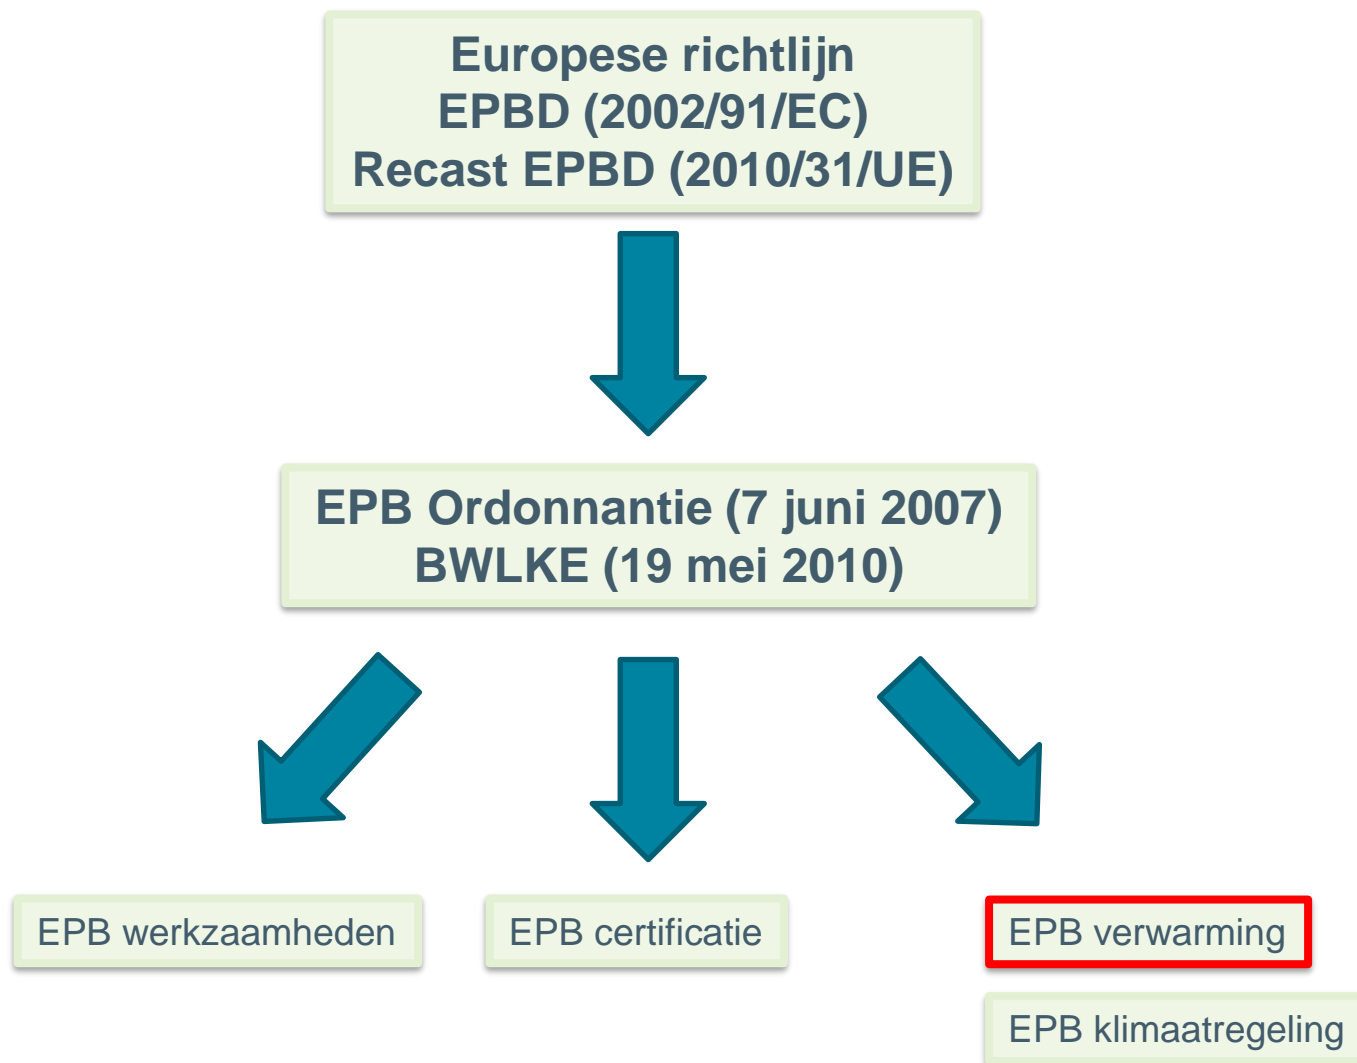 Europese richtlijn
EPBD (2002/91/EC)
Recast EPBD (2010/31/UE)
EPB Ordonnantie (7 juni 2007)
BWLKE (19 mei 2010)
EPB werkzaamheden
EPB certificatie
EPB verwarming
EPB klimaatregeling